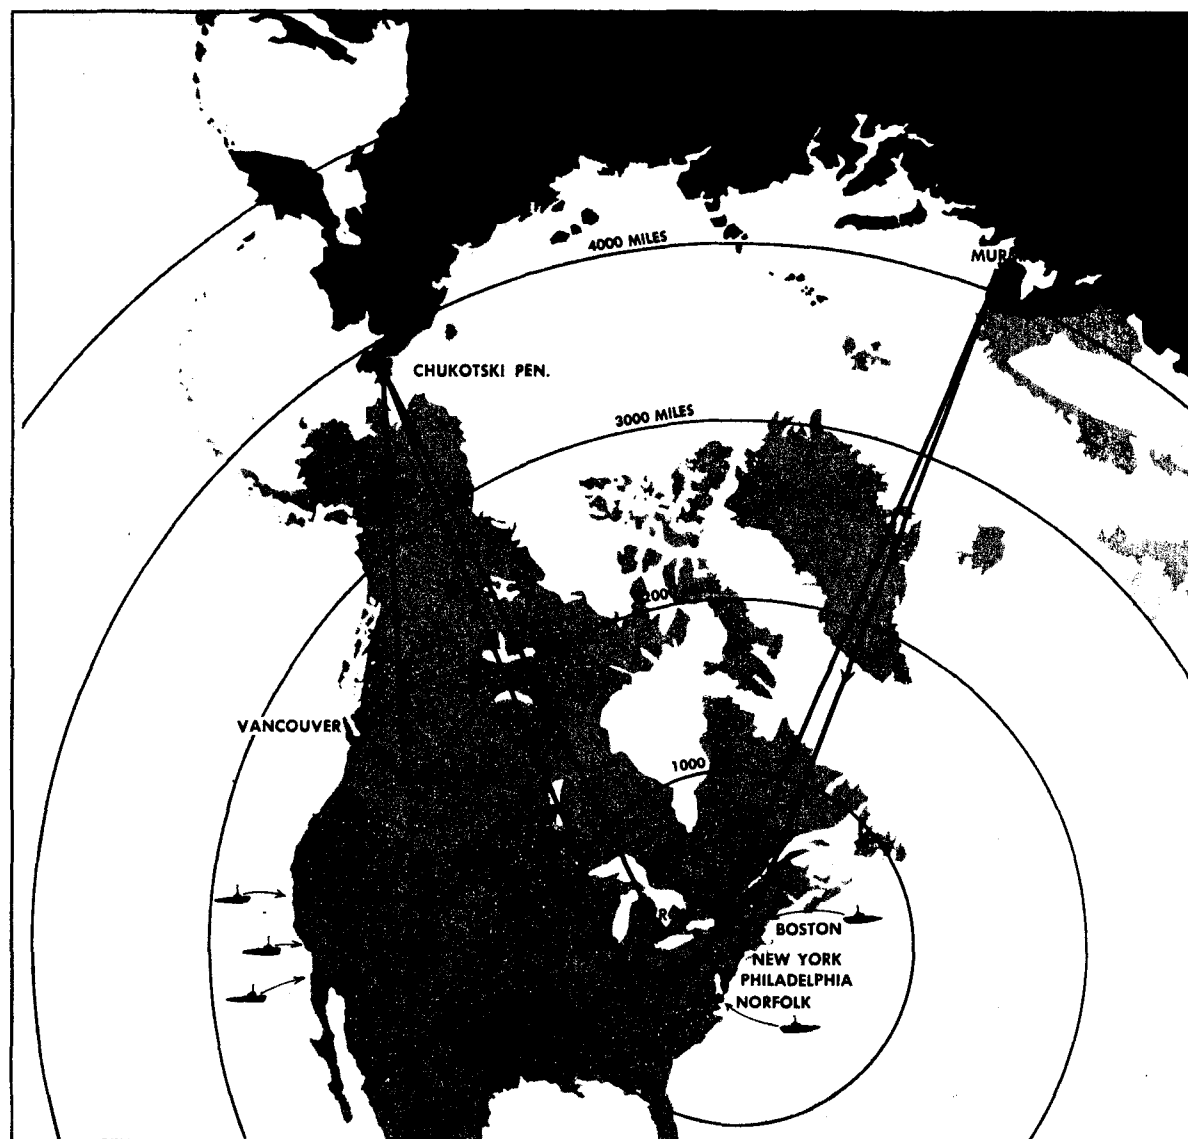 4000 MILES
CHUKOTSKI PEN.
3000 MILES
VANCOUVER
1000
BOSTON
NEW YORK
PHILADELPHIA
NORFOLK